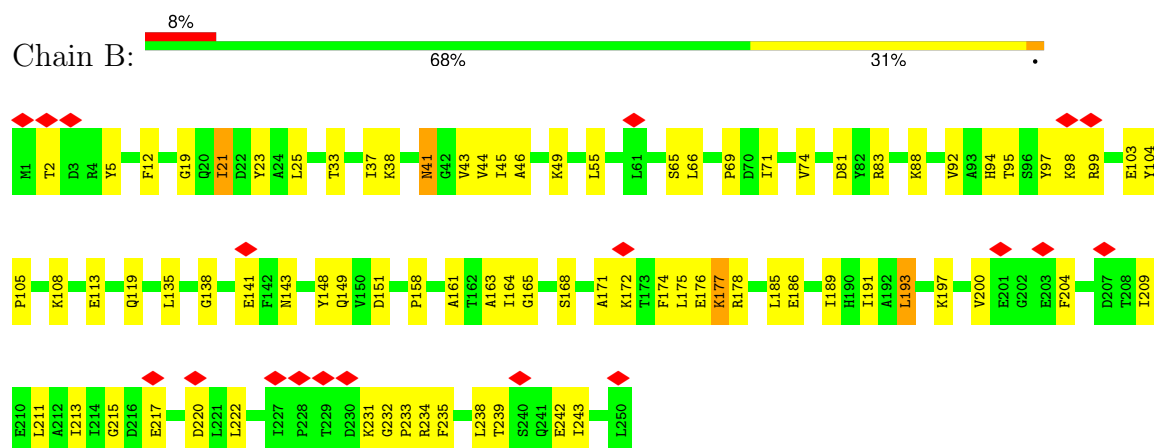 8%
Chain B:
68% 31% •
M1 T2 D3 R4 Y5 F12 G19 Q20 I21 D22 Y23 A24 L25 T33 I37 K38 N41 G42 V43 V44 I45 A46 K49 L55 L61 S65 L66 P69 D70 I71 V74 D81 Y82 R83 K88 V92 A93 H94 T95 S96 Y97 K98 R99 E103 Y104
P105 K108 E113 Q119 L135 G138 E141 F142 N143 Y148 Q149 V150 D151 P158 A161 T162 A163 I164 G165 S168 A171 K172 T173 F174 L175 E176 K177 R178 L185 E186 I189 H190 I191 A192 L193 K197 V200 E201 G202 E203 F204 D207 T208 I209
E210 L211 A212 I213 I214 G215 D216 E217 D220 L221 L222 I227 P228 T229 D230 K231 G232 P233 R234 F235 L238 T239 S240 Q241 E242 I243 L250